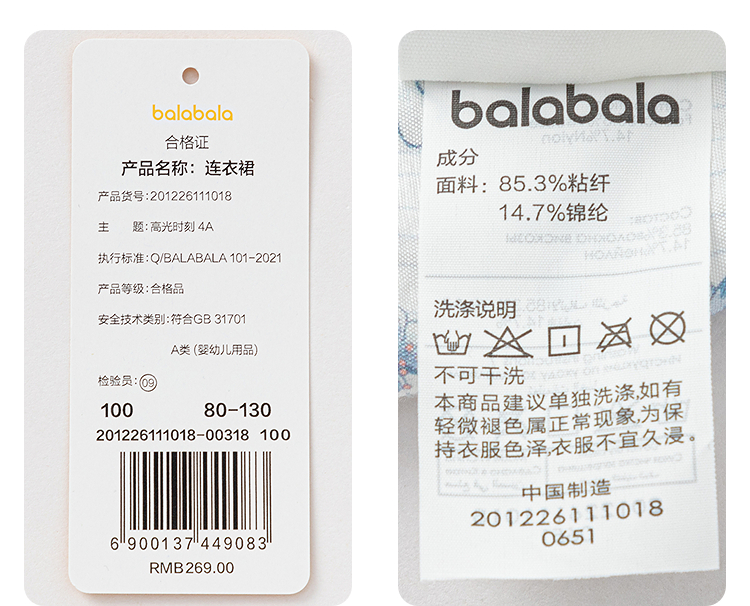 balabala
合格证
产品名称：连衣裙
产品货号:201226111018
主 题:高光时刻 4A
执行标准:Q/BALABALA 101-2021
产品等级:合格品
安全技术类别:符合GB 31701
A类 (婴幼儿用品)
检验员:09
100 80-130
201226111018-00318 100
6 900137 449083
RMB269.00
balabala
成分
面料：85.3%粘纤
14.7%锦纶
洗涤说明
不可干洗
本商品建议单独洗涤,如有
轻微褪色属正常现象,为保
持衣服色泽,衣服不宜久浸。
中国制造
201226111018
0651